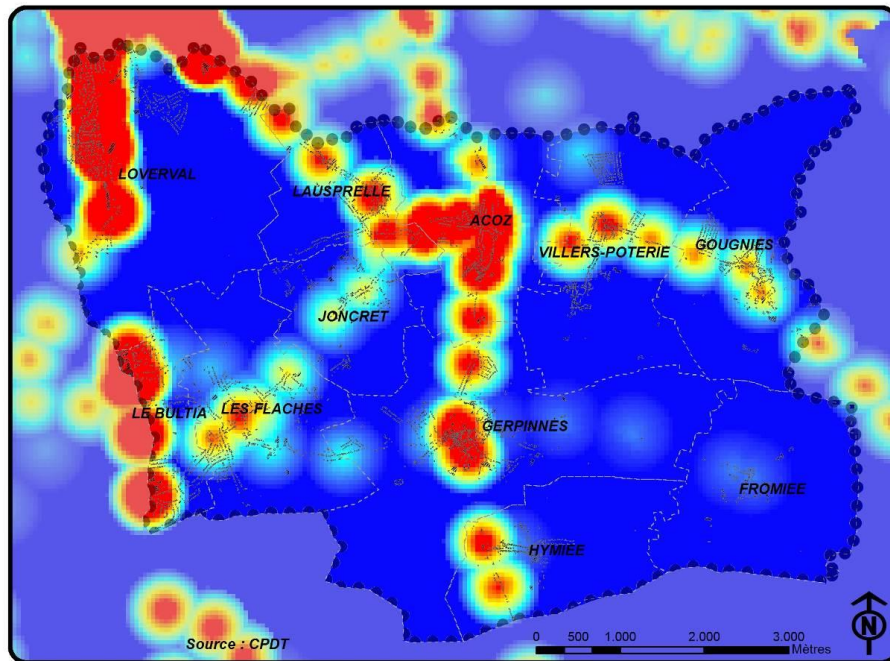 LOVERVAL
LAUSPRELLE
ACOZ
VILLERS-POTERIE
GOUGNIES
JONCRET
LE BULTIA
LES FLACHES
GERPINNES
FROMIEE
HYMIÉE
Source : CPDT
0 500 1.000 2.000 3.000
Mètres
N